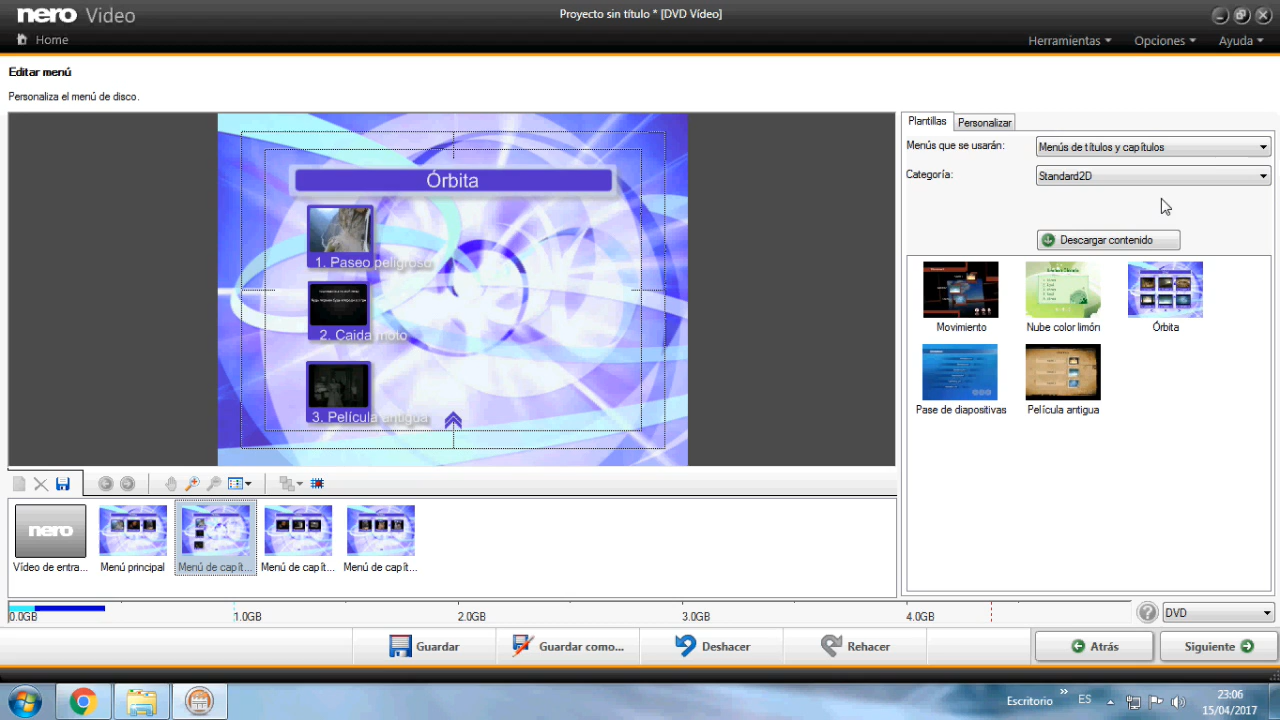 nero Video
Proyecto sin título * [DVD Vídeo]
Home
Herramientas
Opciones
Ayuda
Editar menú
Personaliza el menú de disco.
Órbita
1. Paseo peligroso
2. Caida moto
3. Película antigua
Plantillas
Personalizar
Menús que se usarán:
Menús de títulos y capítulos
Categoría:
Standard2D
Descargar contenido
Movimiento
Nube color limón
Órbita
Pase de diapositivas
Película antigua
nero
Vídeo de entra...
Menú principal
Menú de capít...
Menú de capít...
Menú de capít...
0.0GB
1.0GB
2.0GB
3.0GB
4.0GB
DVD
Guardar
Guardar como...
Deshacer
Rehacer
Atrás
Siguiente
Escritorio
ES
23:06
15/04/2017